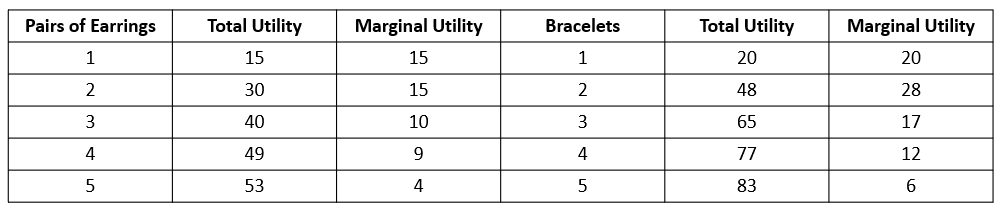 Pairs of Earrings Total Utility Marginal Utility Bracelets Total Utility Marginal Utility
1 15 15 1 20 20
2 30 15 2 48 28
3 40 10 3 65 17
4 49 9 4 77 12
5 53 4 5 83 6